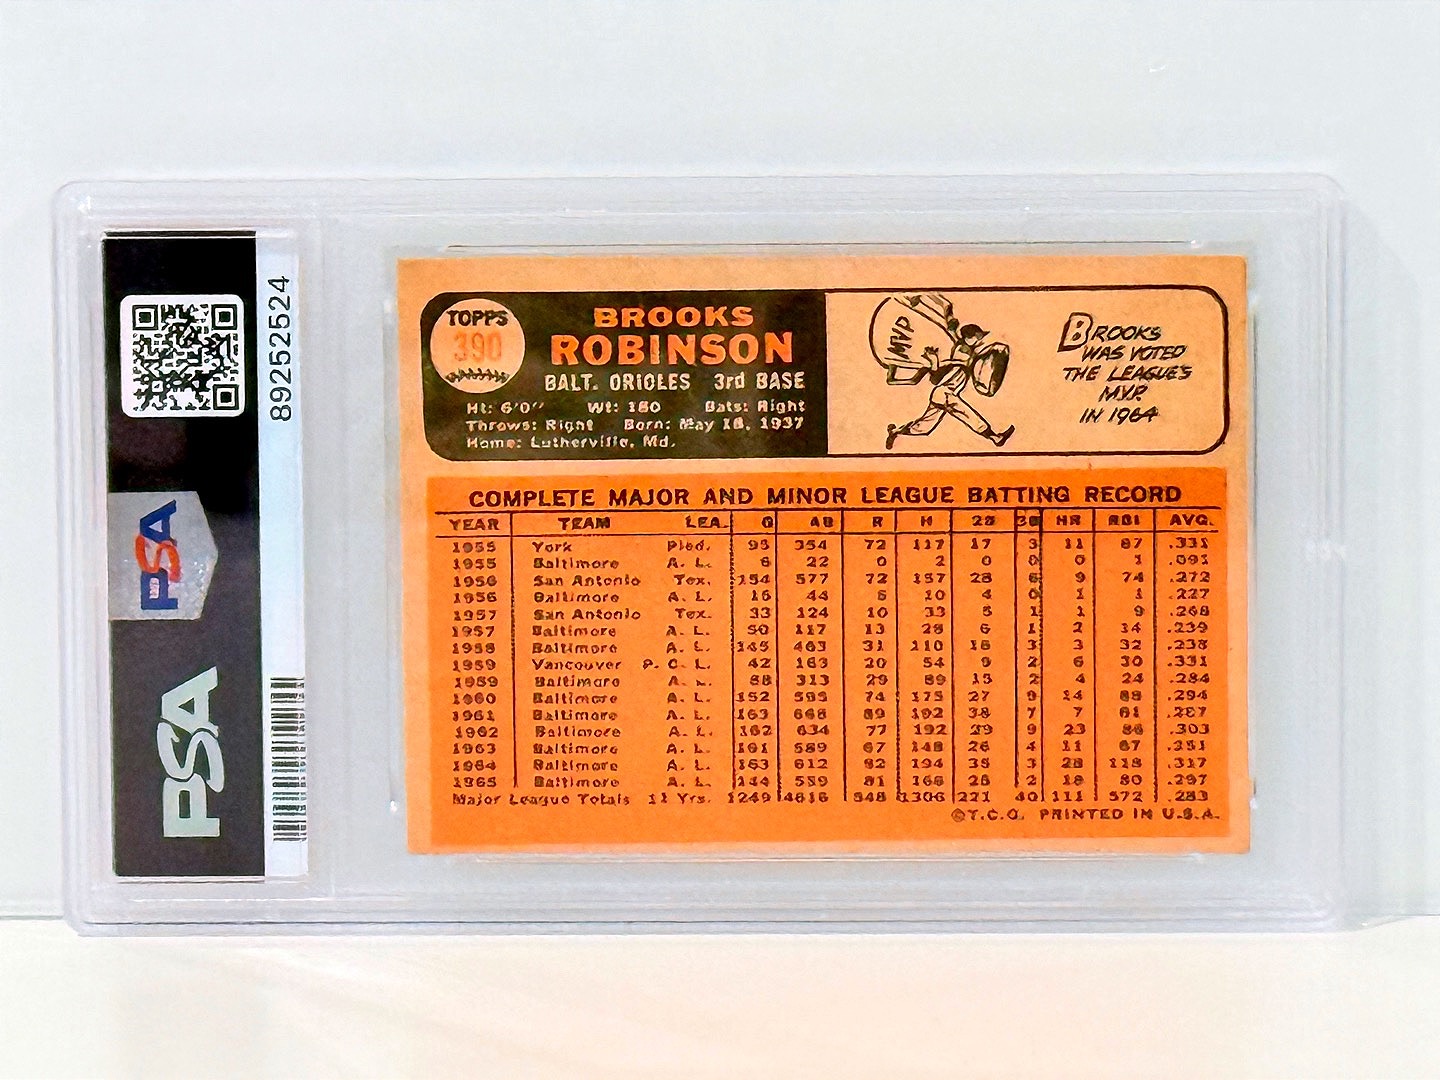 89252524
PSA
PSA
TOPPS
390
BROOKS
ROBINSON
BALT. ORIOLES 3rd BASE
Ht: 6'0" Wt: 180 Bats: Right
Throws: Right Born: May 18, 1937
Home: Lutherville, Md.
MVP
BROOKS
WAS VOTED
THE LEAGUE'S
MVP.
IN 1964
COMPLETE MAJOR AND MINOR LEAGUE BATTING RECORD
YEAR TEAM LEA. G AB R H 2B 3B HR RBI AVG.
1955 York Pied. 95 354 72 117 17 3 11 67 .331
1955 Baltimore A. L. 6 22 0 2 0 0 0 1 .091
1956 San Antonio Tex. 154 577 72 157 28 6 9 74 .272
1956 Baltimore A. L. 15 44 5 10 4 0 1 1 .227
1957 San Antonio Tex. 33 124 10 33 5 1 1 9
1957 Baltimore A. L. 50 117 13 28 6 1 2 14 .239
1958 Baltimore A. L. 145 463 31 110 16 3 3 32 .238
1959 Vancouver P. C. L. 42 163 20 54 9 2 6 30 .331
1959 Baltimore A. L. 88 313 29 89 15 2 4 24 .284
1960 Baltimore A. L. 152 595 74 175 27 9 14 88 .294
1961 Baltimore A. L. 163 668 89 192 38 7 7 61 .287
1962 Baltimore A. L. 162 634 77 192 29 9 23 86 .303
1963 Baltimore A. L. 161 589 67 148 26 4 11 67 .251
1964 Baltimore A. L. 163 612 82 194 35 3 28 118 .317
1965 Baltimore A. L. 144 559 81 166 25 2 18 80 .297
Major League Totals 11 Yrs. 1249 4616 548 1306 221 40 111 572 .283
©T.C.G. PRINTED IN U.S.A.